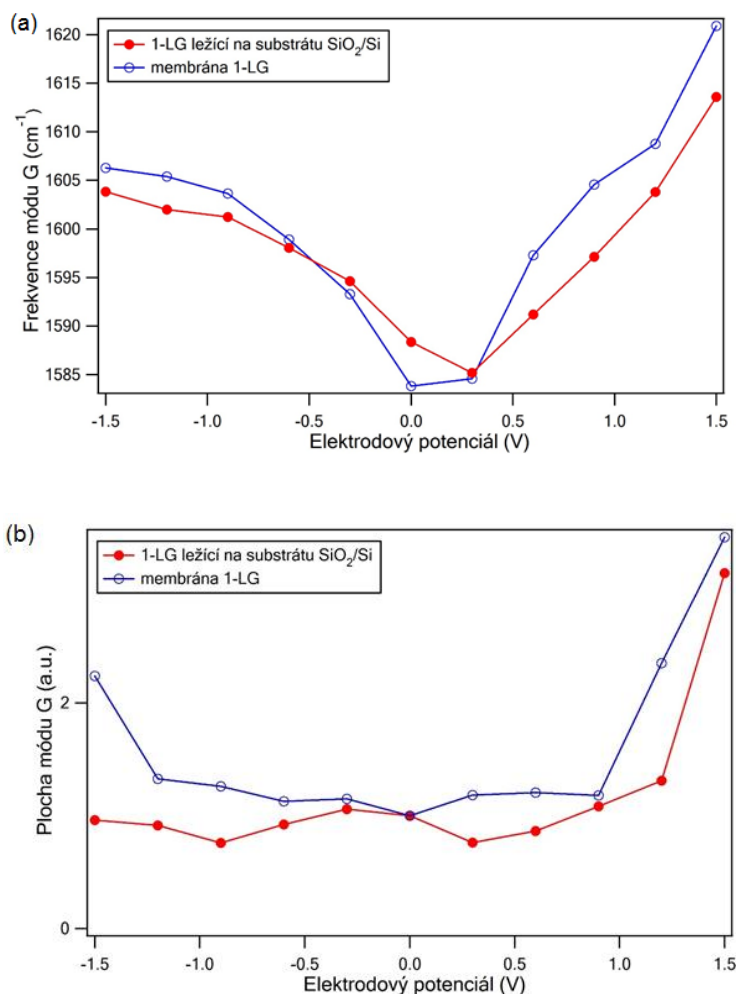 (a)
1-LG ležící na substrátu SiO₂/Si
membrána 1-LG
Frekvence módu G (cm⁻¹)
1620
1615
1610
1605
1600
1595
1590
1585
-1.5 -1.0 -0.5 0.0 0.5 1.0 1.5
Elektrodový potenciál (V)
(b)
1-LG ležící na substrátu SiO₂/Si
membrána 1-LG
Plocha módu G (a.u.)
2
0
-1.5 -1.0 -0.5 0.0 0.5 1.0 1.5
Elektrodový potenciál (V)